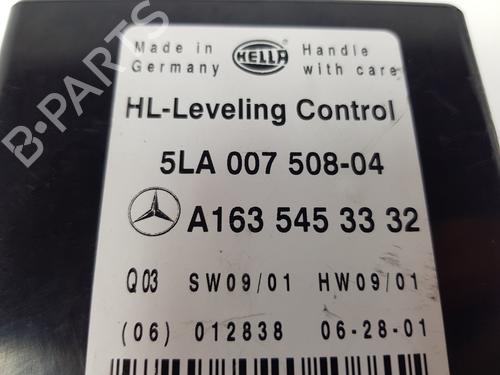 Made in HELLA Handle
Germany with care
HL-Leveling Control
5LA 007 508-04
A163 545 33 32
Q03 SW09/01 HW09/01
(06) 012838 06-28-01
B-PARTS